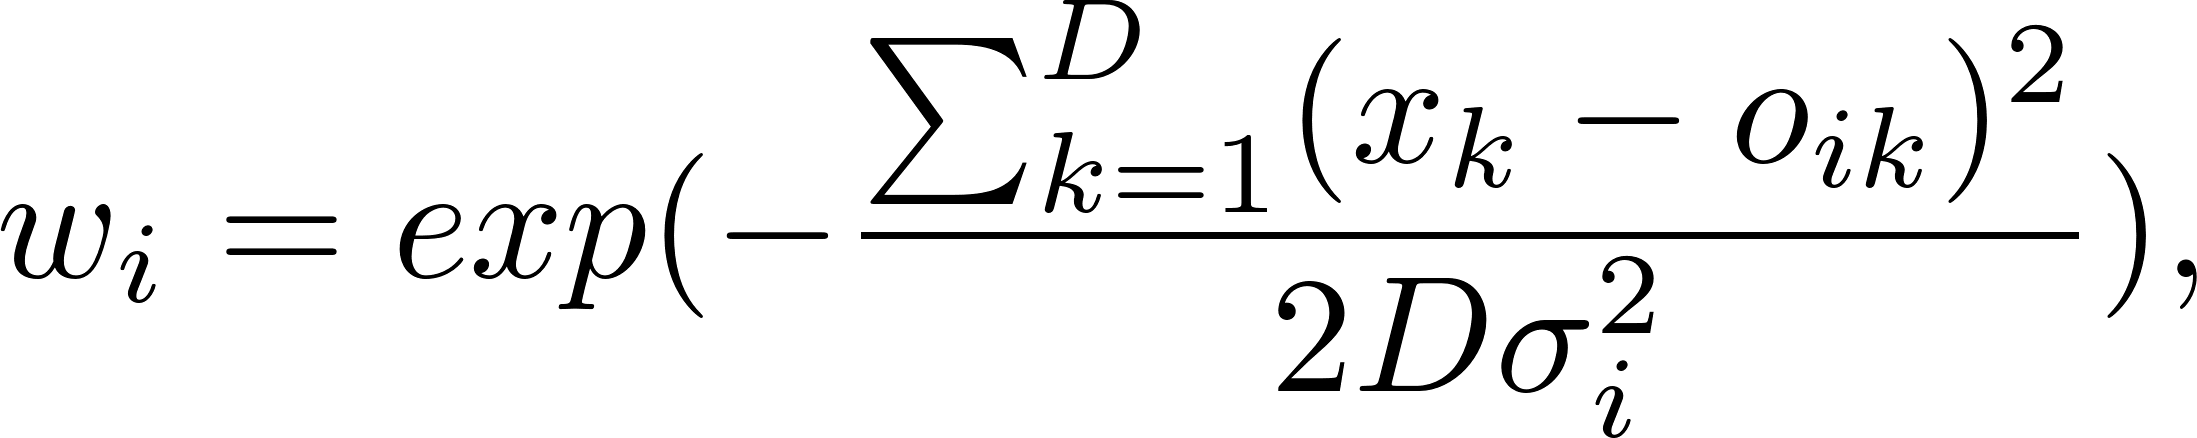 w_i = exp(-\frac{\sum_{k=1}^{D}(x_k - o_{ik})^2}{2D\sigma_i^2}),